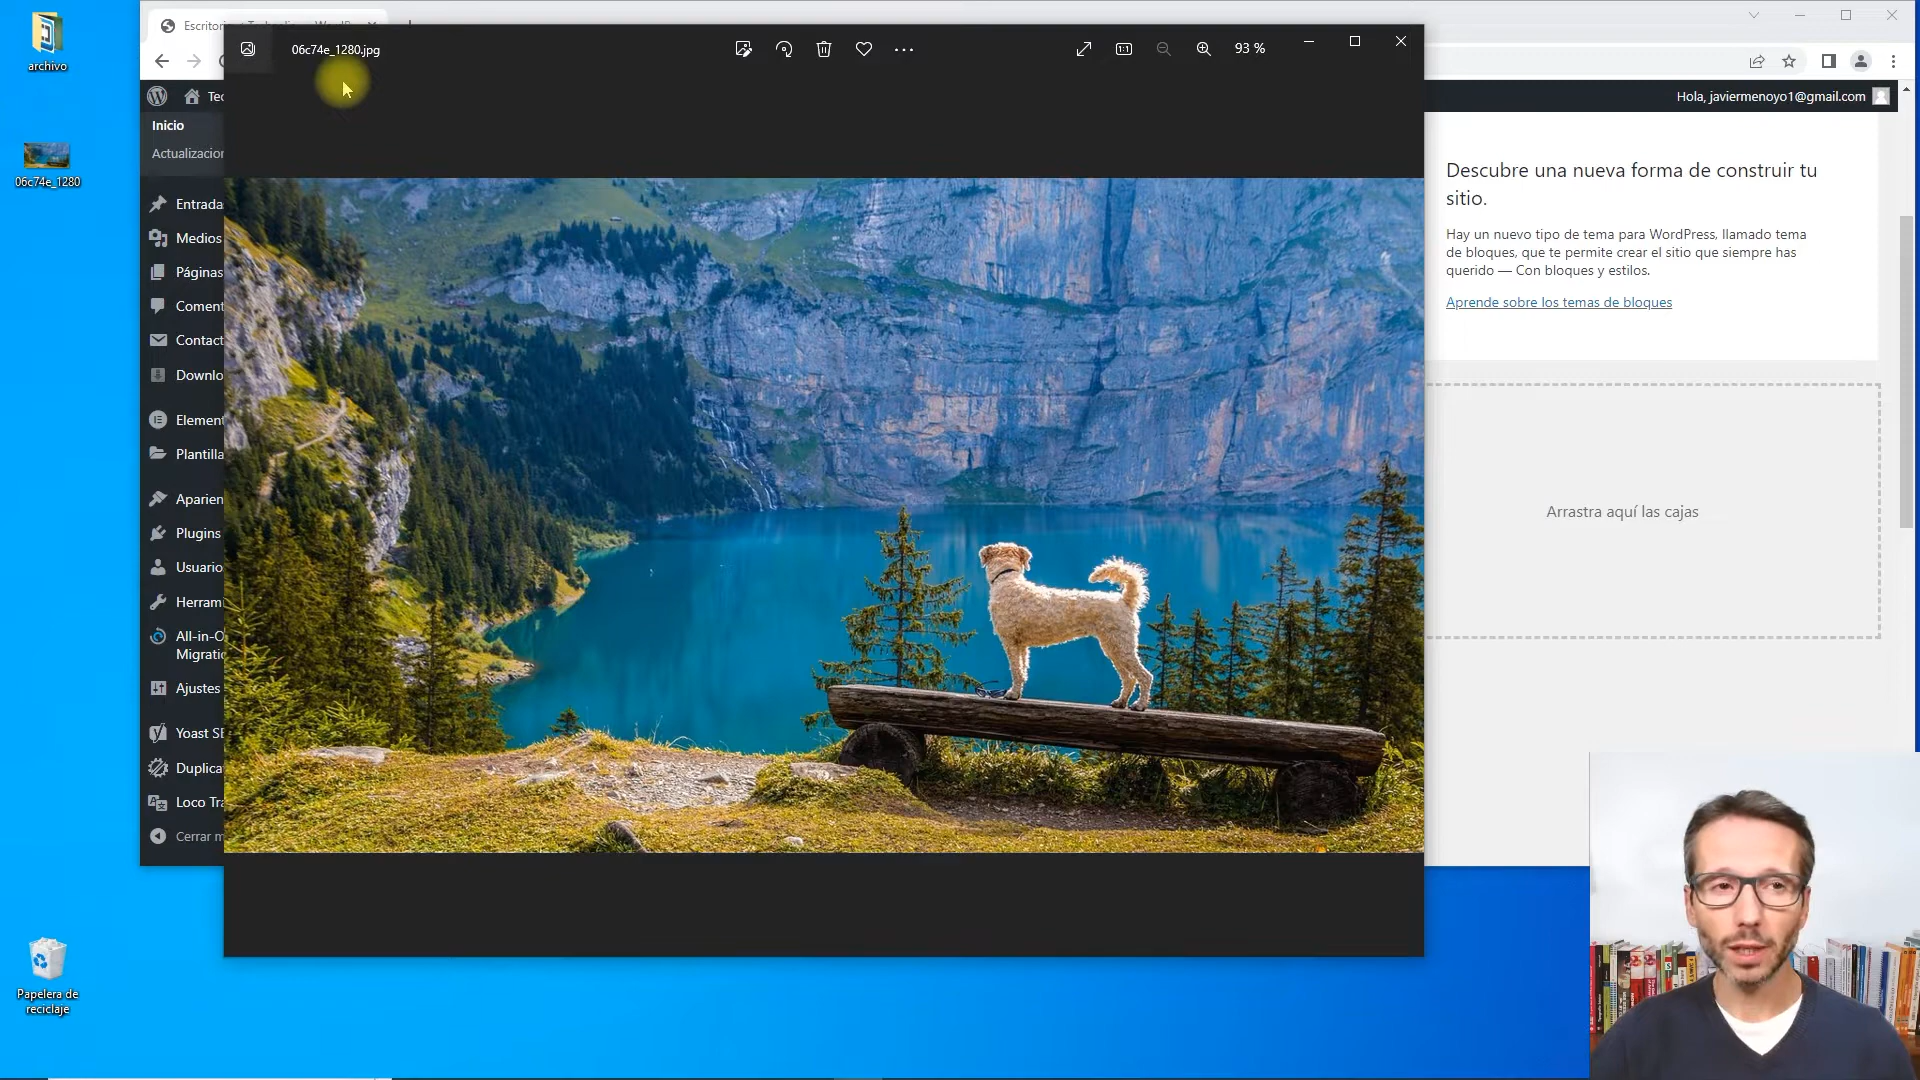 archivo
06c74e_1280
Papelera de
reciclaje
06c74e_1280.jpg
93 %
Hola, javiermenoyo1@gmail.com
Inicio
Actualizacion
Entrada
Medios
Páginas
Coment
Contact
Downlo
Element
Plantilla
Aparien
Plugins
Usuario
Herram
All-in-O
Migratio
Ajustes
Yoast SE
Duplica
Loco Tra
Cerrar m
Descubre una nueva forma de construir tu
sitio.
Hay un nuevo tipo de tema para WordPress, llamado tema
de bloques, que te permite crear el sitio que siempre has
querido — Con bloques y estilos.
Aprende sobre los temas de bloques
Arrastra aquí las cajas